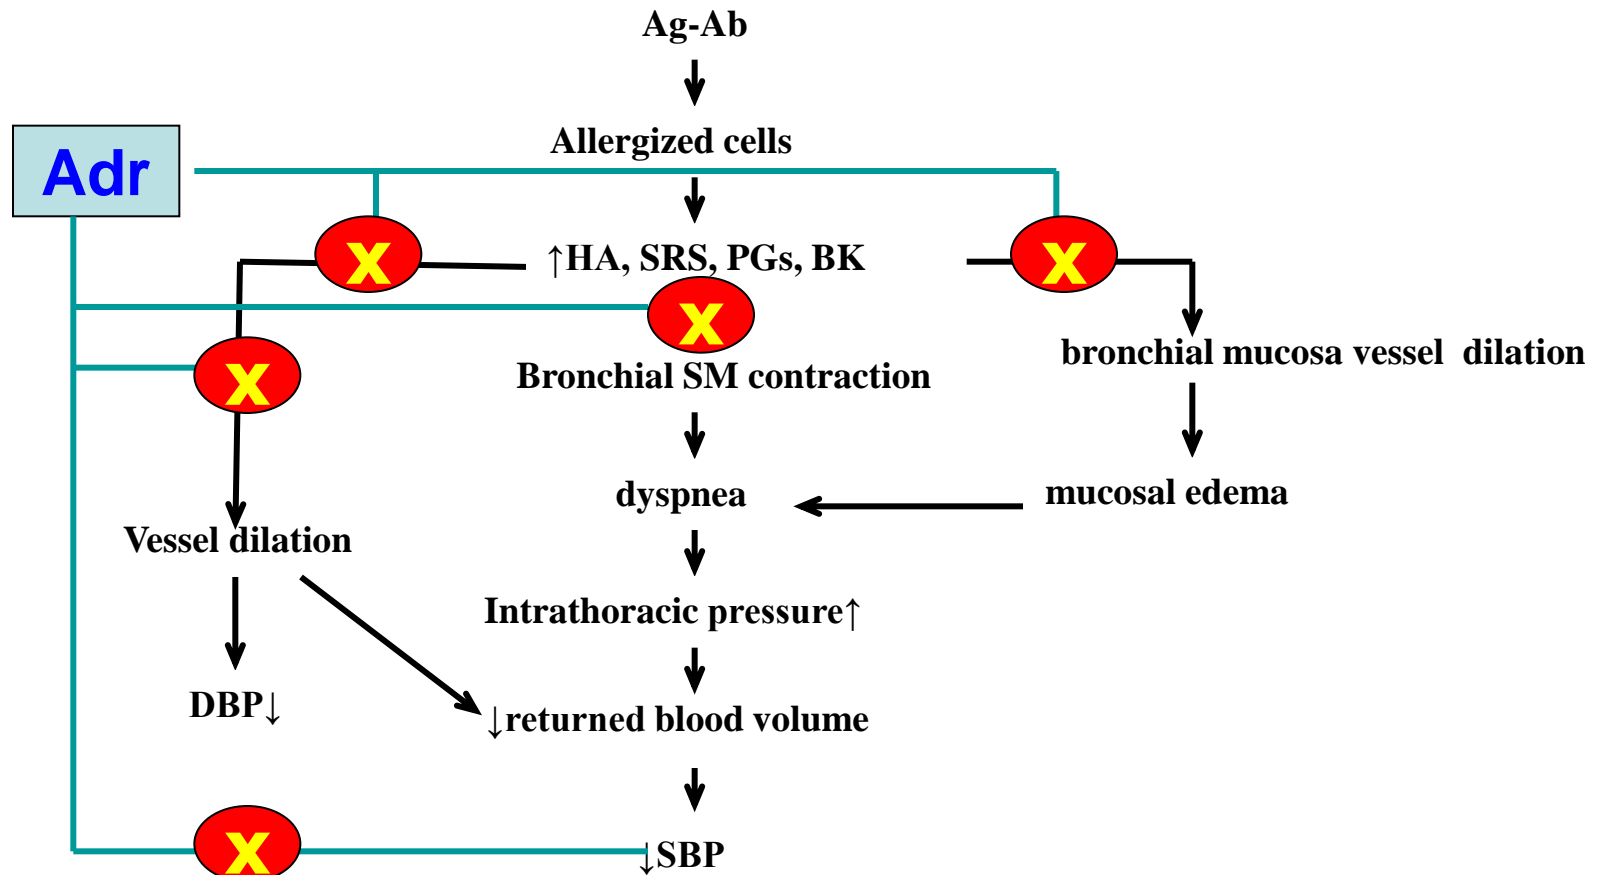 Ag-Ab
Allergized cells
Adr
↑HA, SRS, PGs, BK
x
x
x
x
bronchial mucosa vessel dilation
Bronchial SM contraction
dyspnea
mucosal edema
Vessel dilation
Intrathoracic pressure↑
DBP↓
↓returned blood volume
x
↓SBP